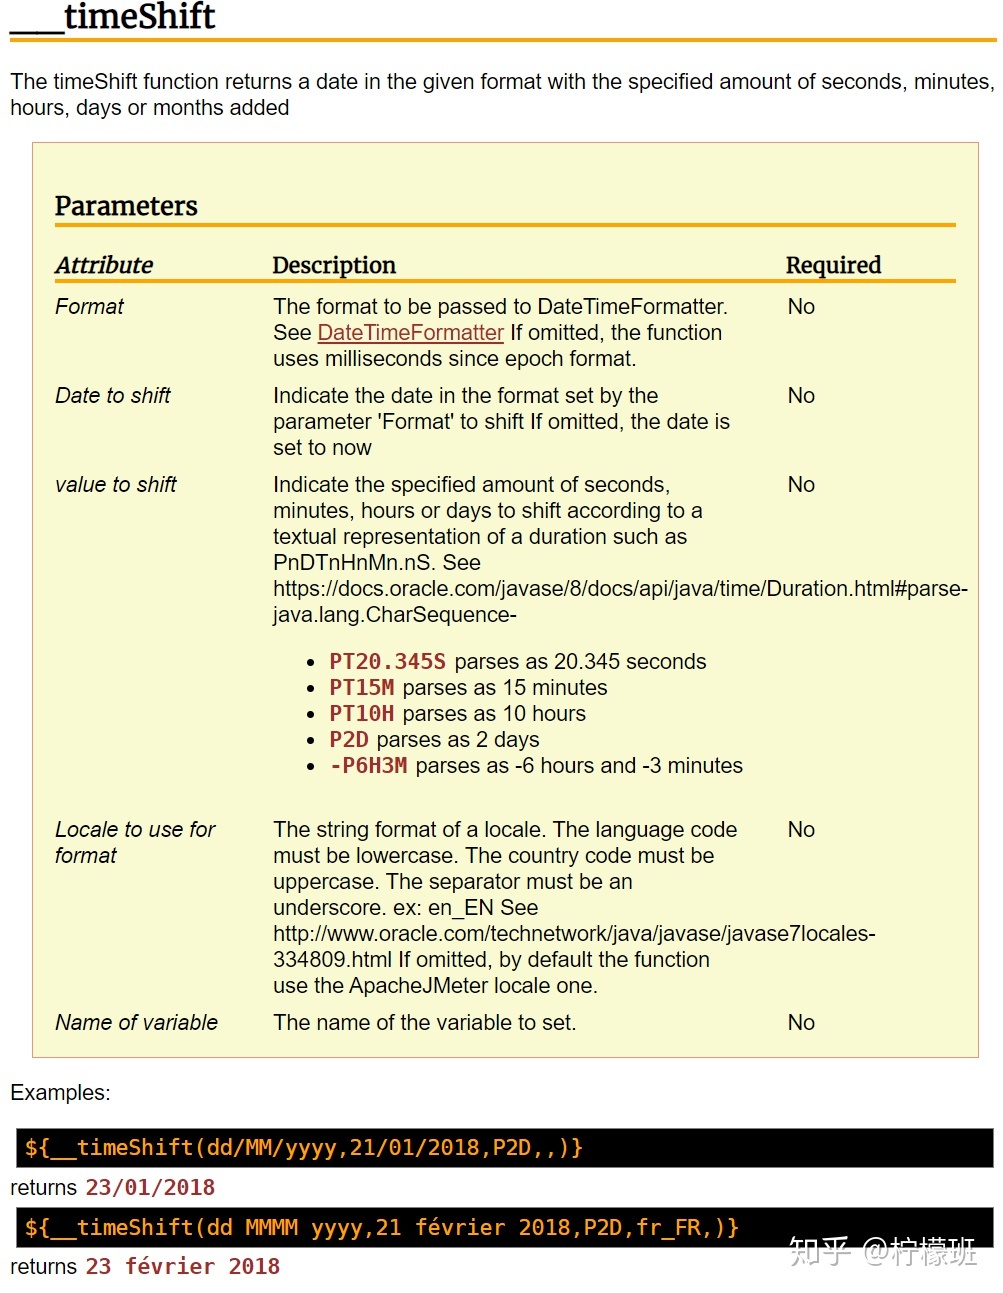 __timeShift
The timeShift function returns a date in the given format with the specified amount of seconds, minutes,
hours, days or months added
Parameters
Attribute Description Required
Format The format to be passed to DateTimeFormatter. No
See DateTimeFormatter If omitted, the function
uses milliseconds since epoch format.
Date to shift Indicate the date in the format set by the No
parameter 'Format' to shift If omitted, the date is
set to now
value to shift Indicate the specified amount of seconds, No
minutes, hours or days to shift according to a
textual representation of a duration such as
PnDTnHnMn.nS. See
https://docs.oracle.com/javase/8/docs/api/java/time/Duration.html#parse-
java.lang.CharSequence-
• PT20.345S parses as 20.345 seconds
• PT15M parses as 15 minutes
• PT10H parses as 10 hours
• P2D parses as 2 days
• -P6H3M parses as -6 hours and -3 minutes
Locale to use for The string format of a locale. The language code No
format must be lowercase. The country code must be
uppercase. The separator must be an
underscore. ex: en_EN See
http://www.oracle.com/technetwork/java/javase/javase7locales-
334809.html If omitted, by default the function
use the ApacheJMeter locale one.
Name of variable The name of the variable to set. No
Examples:
${__timeShift(dd/MM/yyyy,21/01/2018,P2D,,)}
returns 23/01/2018
${__timeShift(dd MMMM yyyy,21 février 2018,P2D,fr_FR,)}
returns 23 février 2018
知乎 @柠檬班